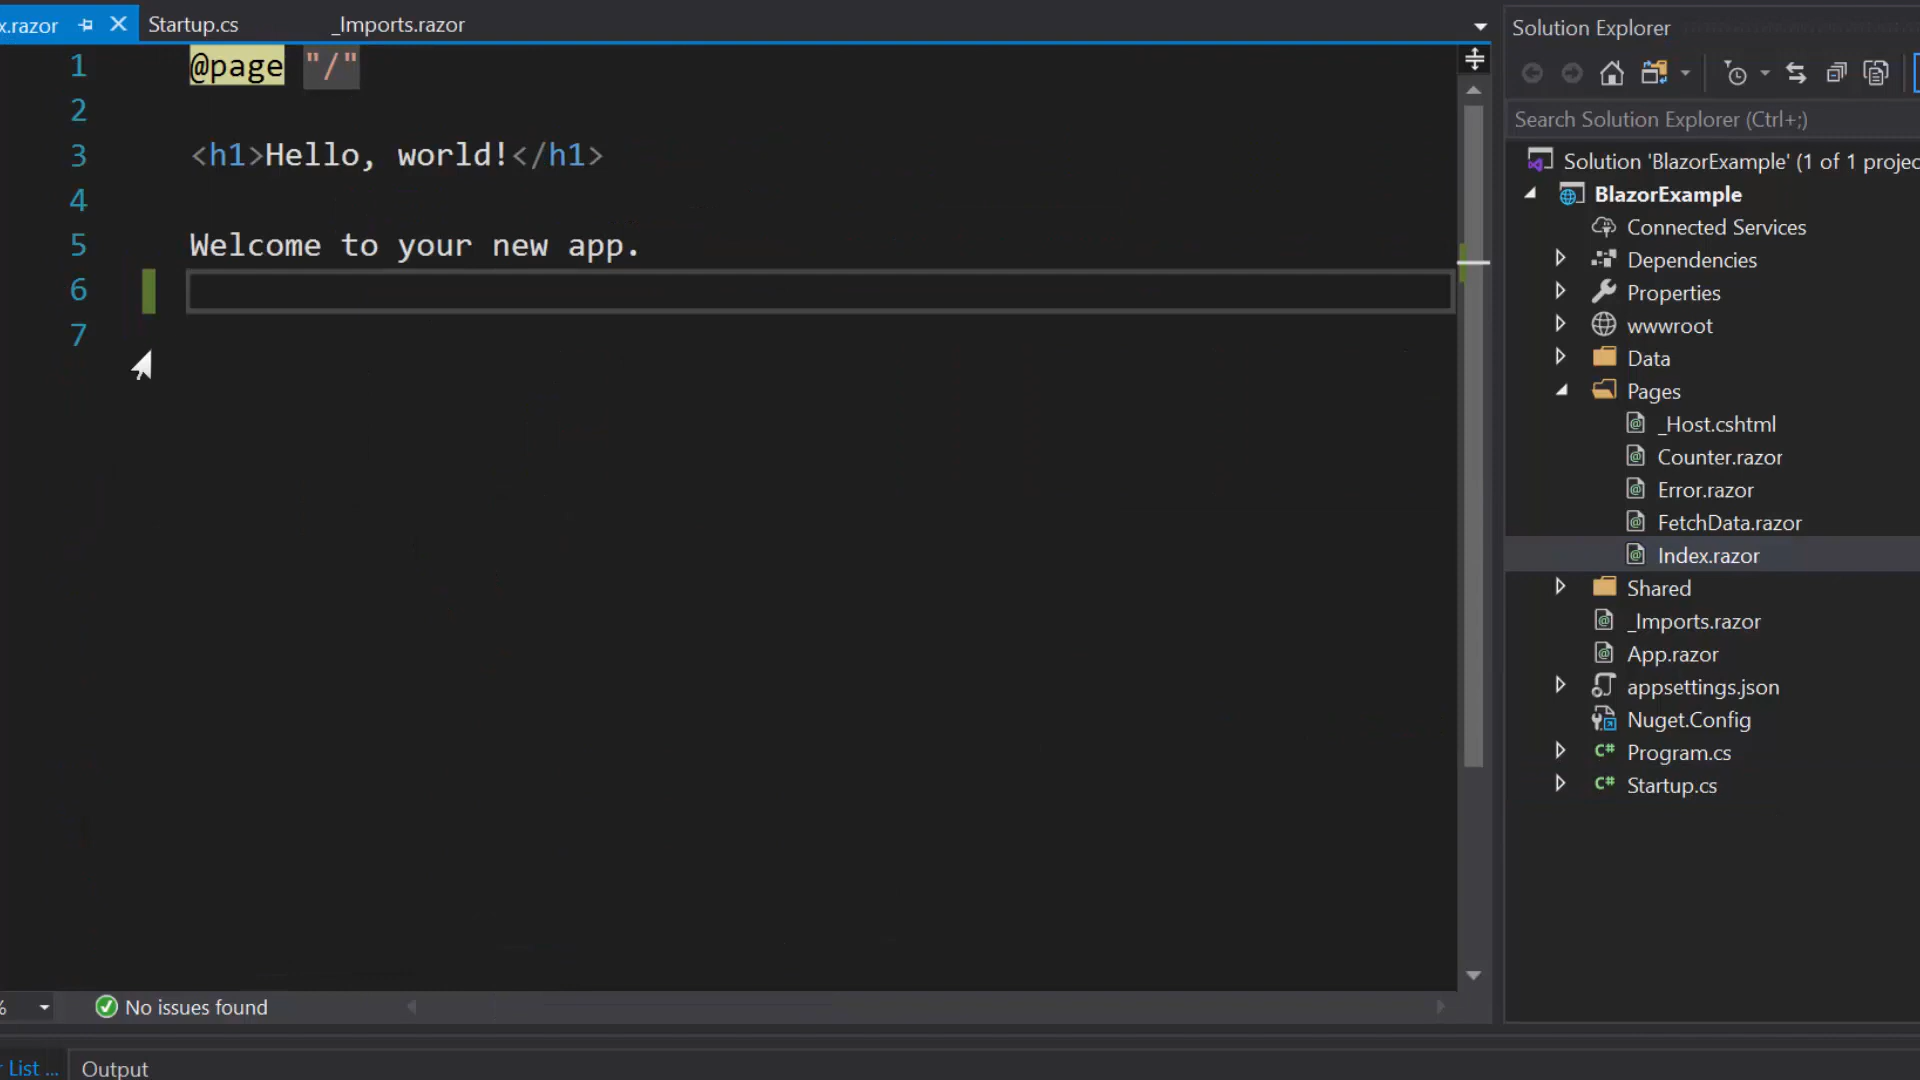 x.razor Startup.cs _Imports.razor
1 @page "/"
2
3 <h1>Hello, world!</h1>
4
5 Welcome to your new app.
6
7
% No issues found
r List ... Output
Solution Explorer
Search Solution Explorer (Ctrl+;)
Solution 'BlazorExample' (1 of 1 projec
BlazorExample
Connected Services
Dependencies
Properties
wwwroot
Data
Pages
_Host.cshtml
Counter.razor
Error.razor
FetchData.razor
Index.razor
Shared
_Imports.razor
App.razor
appsettings.json
Nuget.Config
C# Program.cs
C# Startup.cs